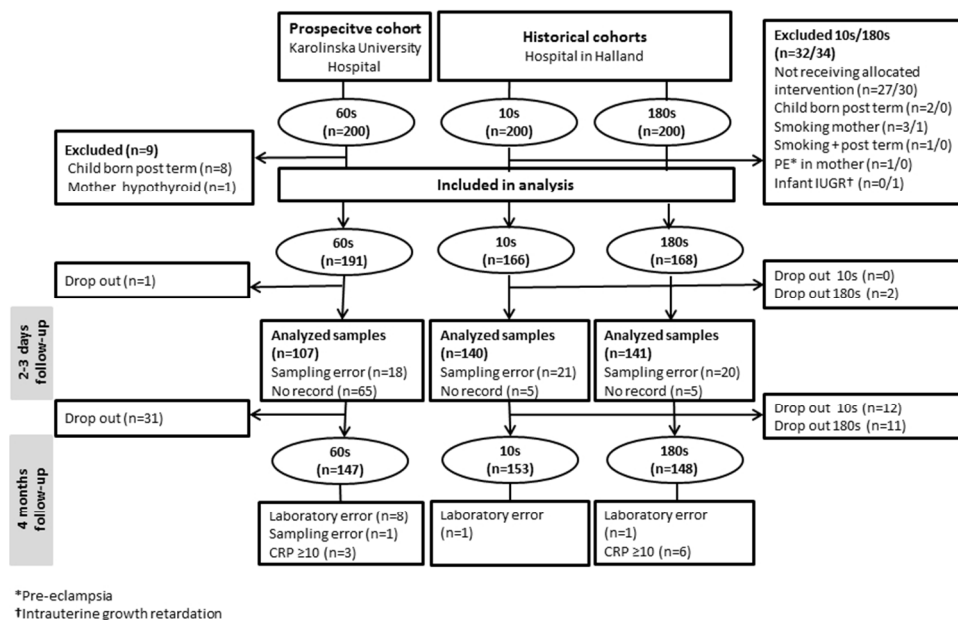 Prospecitve cohort
Karolinska University
Hospital
Historical cohorts
Hospital in Halland
Excluded 10s/180s
(n=32/34)
Not receiving allocated
intervention (n=27/30)
Child born post term (n=2/0)
Smoking mother (n=3/1)
Smoking + post term (n=1/0)
PE* in mother (n=1/0)
Infant IUGR† (n=0/1)
60s
(n=200)
10s
(n=200)
180s
(n=200)
Excluded (n=9)
Child born post term (n=8)
Mother hypothyroid (n=1)
Included in analysis
60s
(n=191)
10s
(n=166)
180s
(n=168)
Drop out (n=1)
Drop out 10s (n=0)
Drop out 180s (n=2)
2-3 days
follow-up
Analyzed samples
(n=107)
Sampling error (n=18)
No record (n=65)
Analyzed samples
(n=140)
Sampling error (n=21)
No record (n=5)
Analyzed samples
(n=141)
Sampling error (n=20)
No record (n=5)
Drop out (n=31)
Drop out 10s (n=12)
Drop out 180s (n=11)
4 months
follow-up
60s
(n=147)
10s
(n=153)
180s
(n=148)
Laboratory error (n=8)
Sampling error (n=1)
CRP ≥10 (n=3)
Laboratory error
(n=1)
Laboratory error
(n=1)
CRP ≥10 (n=6)
*Pre-eclampsia
†Intrauterine growth retardation